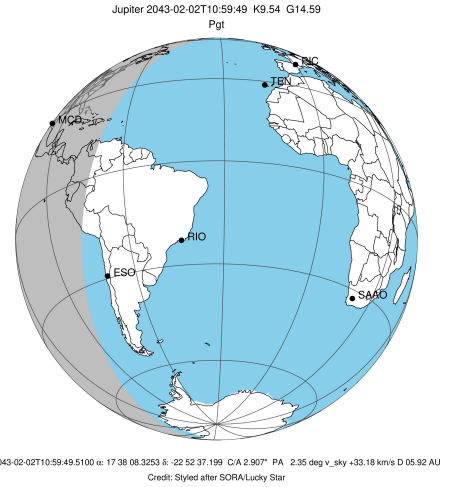 Jupiter 2043-02-02T10:59:49 K9.54 G14.59
Pgt
PIC
TEN
MCD
RIO
ESO
SAAO
043-02-02T10:59:49.5100 α: 17 38 08.3253 δ: -22 52 37.199 C/A 2.907" PA 2.35 deg v_sky +33.18 km/s D 05.92 AU
Credit: Styled after SORA/Lucky Star